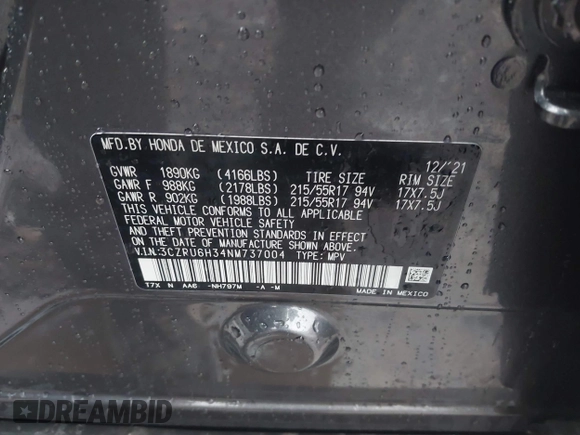 MFD.BY HONDA DE MEXICO S.A. DE C.V.
12/'21
GVWR 1890KG (4166LBS) TIRE SIZE RIM SIZE
GAWR F 988KG (2178LBS) 215/55R17 94V 17X7.5J
GAWR R 902KG (1988LBS) 215/55R17 94V 17X7.5J
THIS VEHICLE CONFORMS TO ALL APPLICABLE
FEDERAL MOTOR VEHICLE SAFETY
AND THEFT PREVENTION STANDARDS IN EFFECT ON
THE DATE OF MANUFACTURE SHOWN ABOVE.
V.I.N:3CZRU6H34NM737004 TYPE: MPV
T7X N AA6 -NH797M -A -M MADE IN MEXICO
DREAMBID